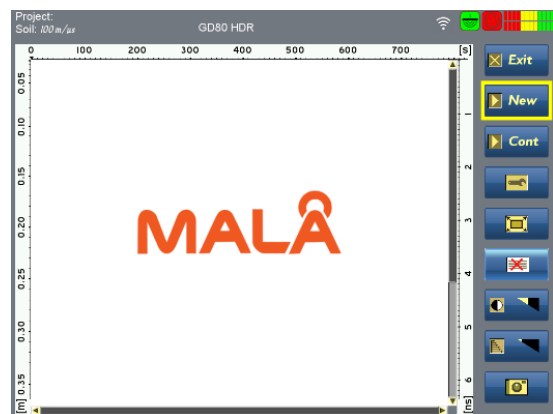 Project:
Soil: 100 m/µs
GD80 HDR
0 100 200 300 400 500 600 700 [s]
Exit
New
Cont
0.05
0.10
0.15
0.20
0.25
0.30
0.35
[m]
MALÅ
1
2
3
4
5
6
[ns]